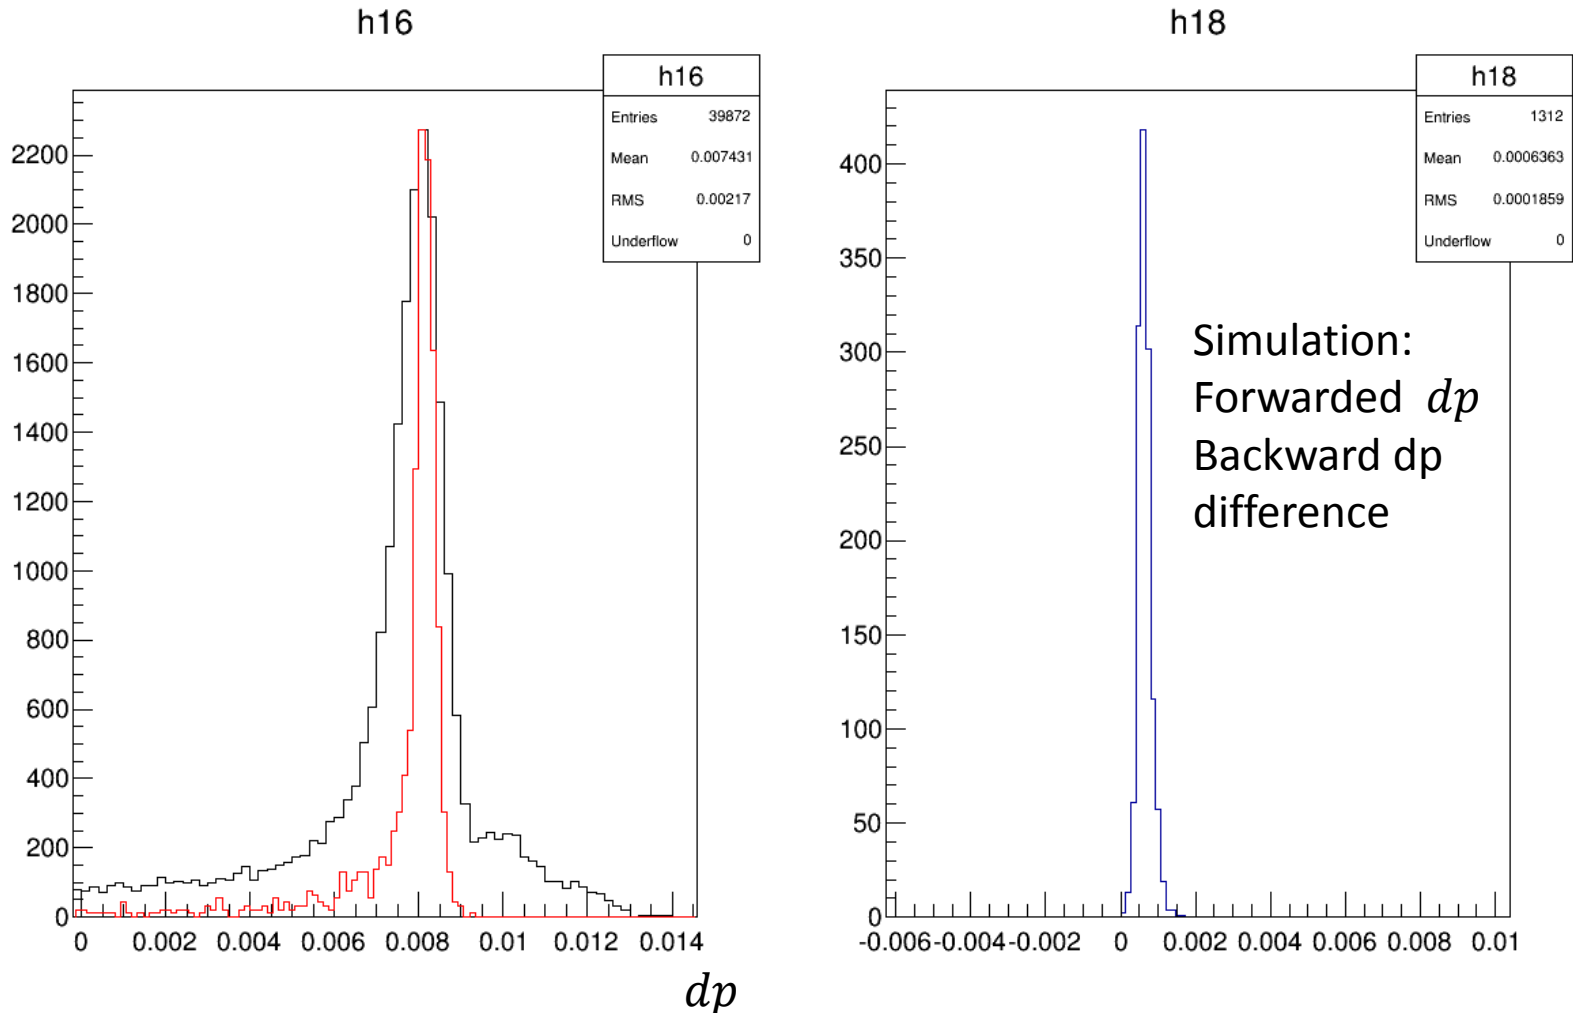 h16
h16
Entries 39872
Mean 0.007431
RMS 0.00217
Underflow 0
2200
2000
1800
1600
1400
1200
1000
800
600
400
200
0
0 0.002 0.004 0.006 0.008 0.01 0.012 0.014
dp
h18
h18
Entries 1312
Mean 0.0006363
RMS 0.0001859
Underflow 0
400
350
300
250
200
150
100
50
0
-0.006 -0.004 -0.002 0 0.002 0.004 0.006 0.008 0.01
Simulation:
Forwarded dp
Backward dp
difference